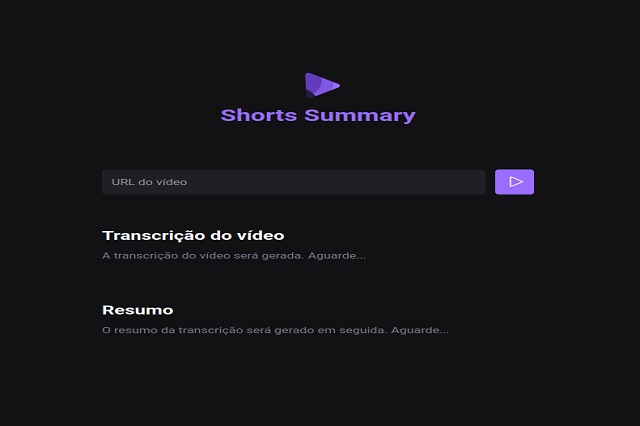 Shorts Summary
URL do vídeo
Transcrição do vídeo
A transcrição do vídeo será gerada. Aguarde...
Resumo
O resumo da transcrição será gerado em seguida. Aguarde...